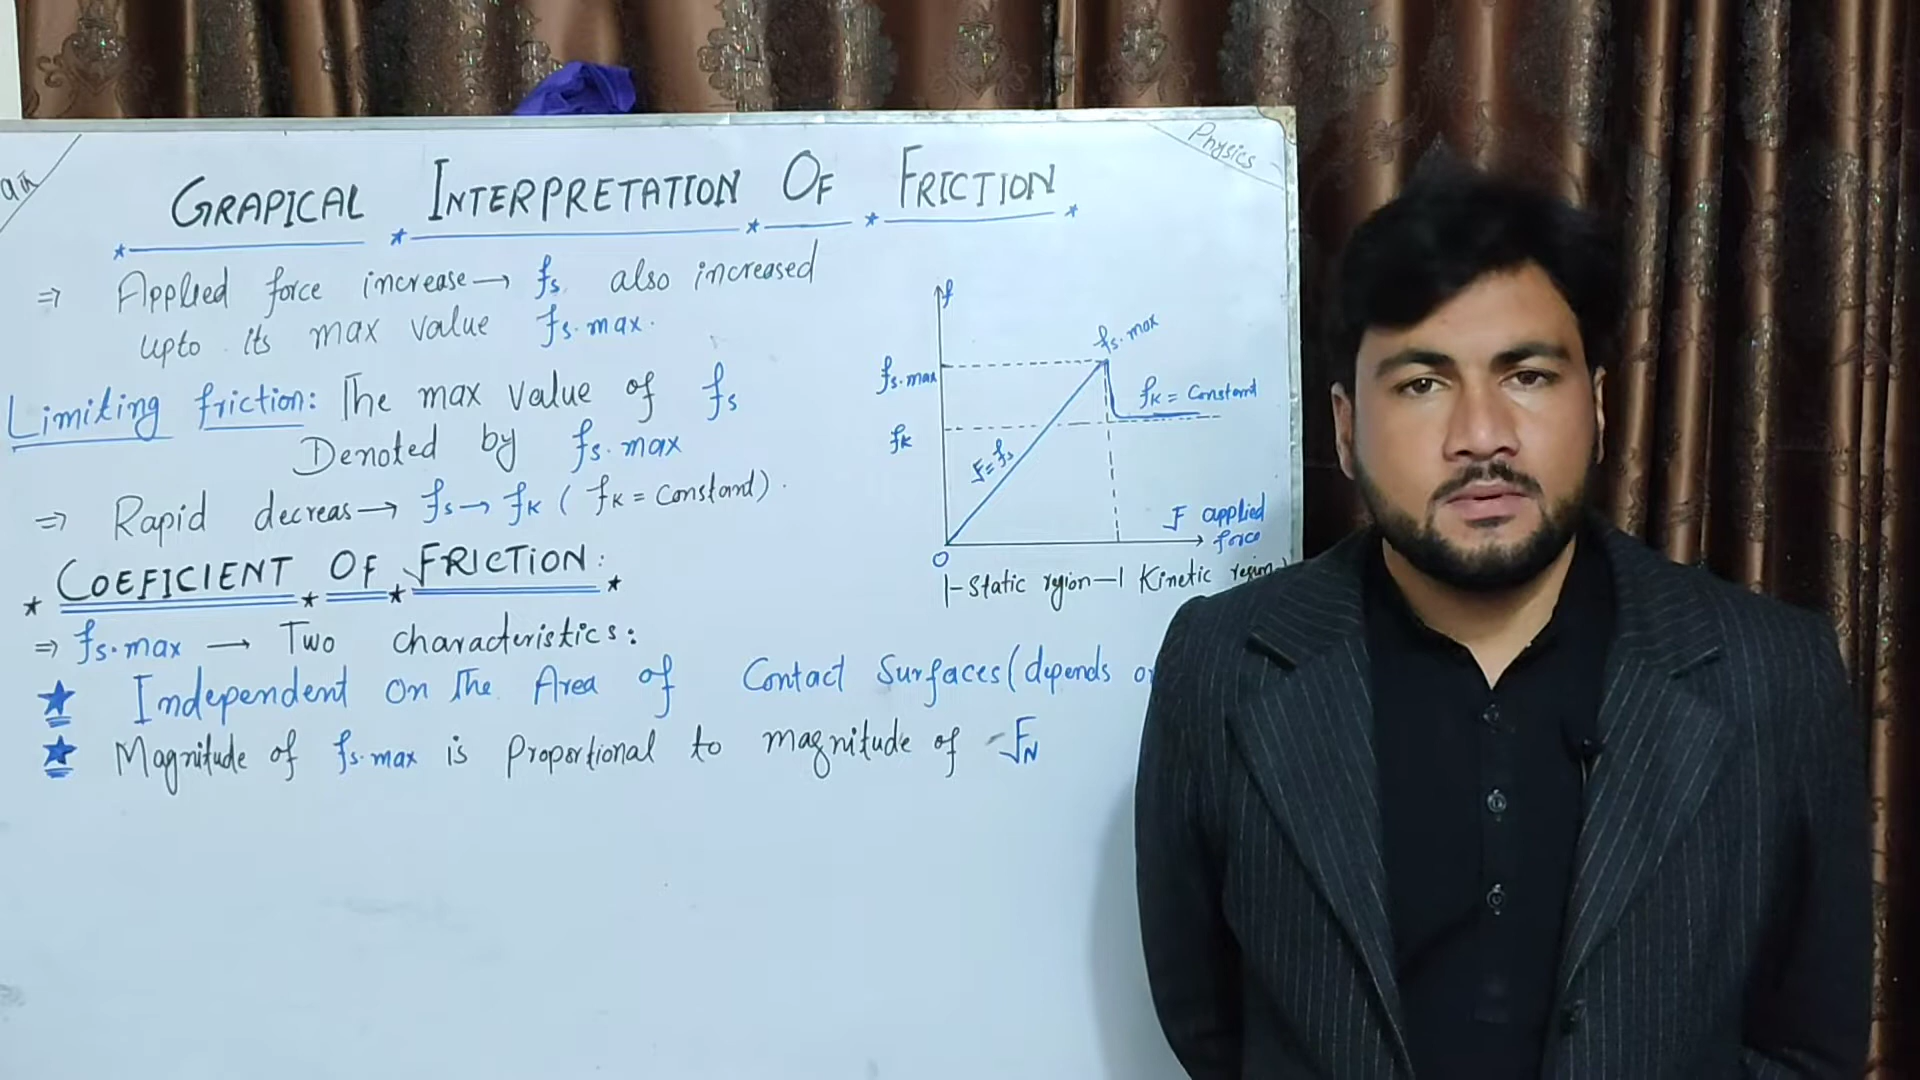 Physics
GRAPICAL INTERPRETATION OF FRICTION
⇒ Applied force increase → fs also increased
upto its max value fs.max.
Limiting friction: The max value of fs
Denoted by fs.max
⇒ Rapid decreas → fs → fK ( fK = Constant).
COEFICIENT OF FRICTION:
⇒ fs.max → Two characteristics:
★ Independent on The Area of Contact Surfaces (depends on
★ Magnitude of fs.max is proportional to magnitude of FN
f
fs.max
fs.max
fK = Constant
fK
F = fs
F applied
force
O
|-Static region-| Kinetic region